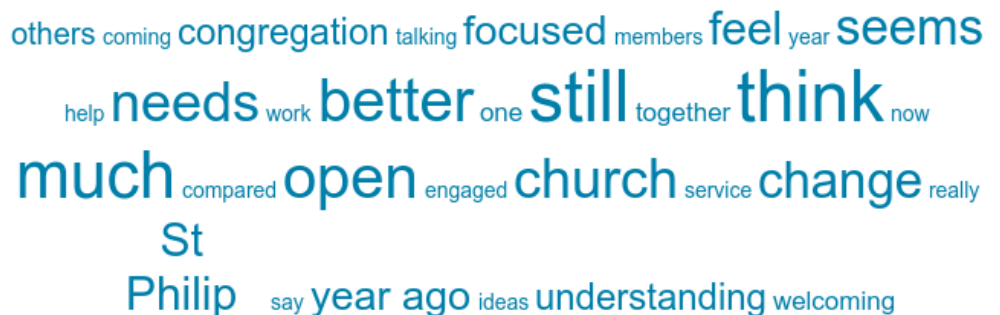 others coming congregation talking focused members feel year seems
help needs work better one still together think now
much compared open engaged church service change really
St
Philip say year ago ideas understanding welcoming